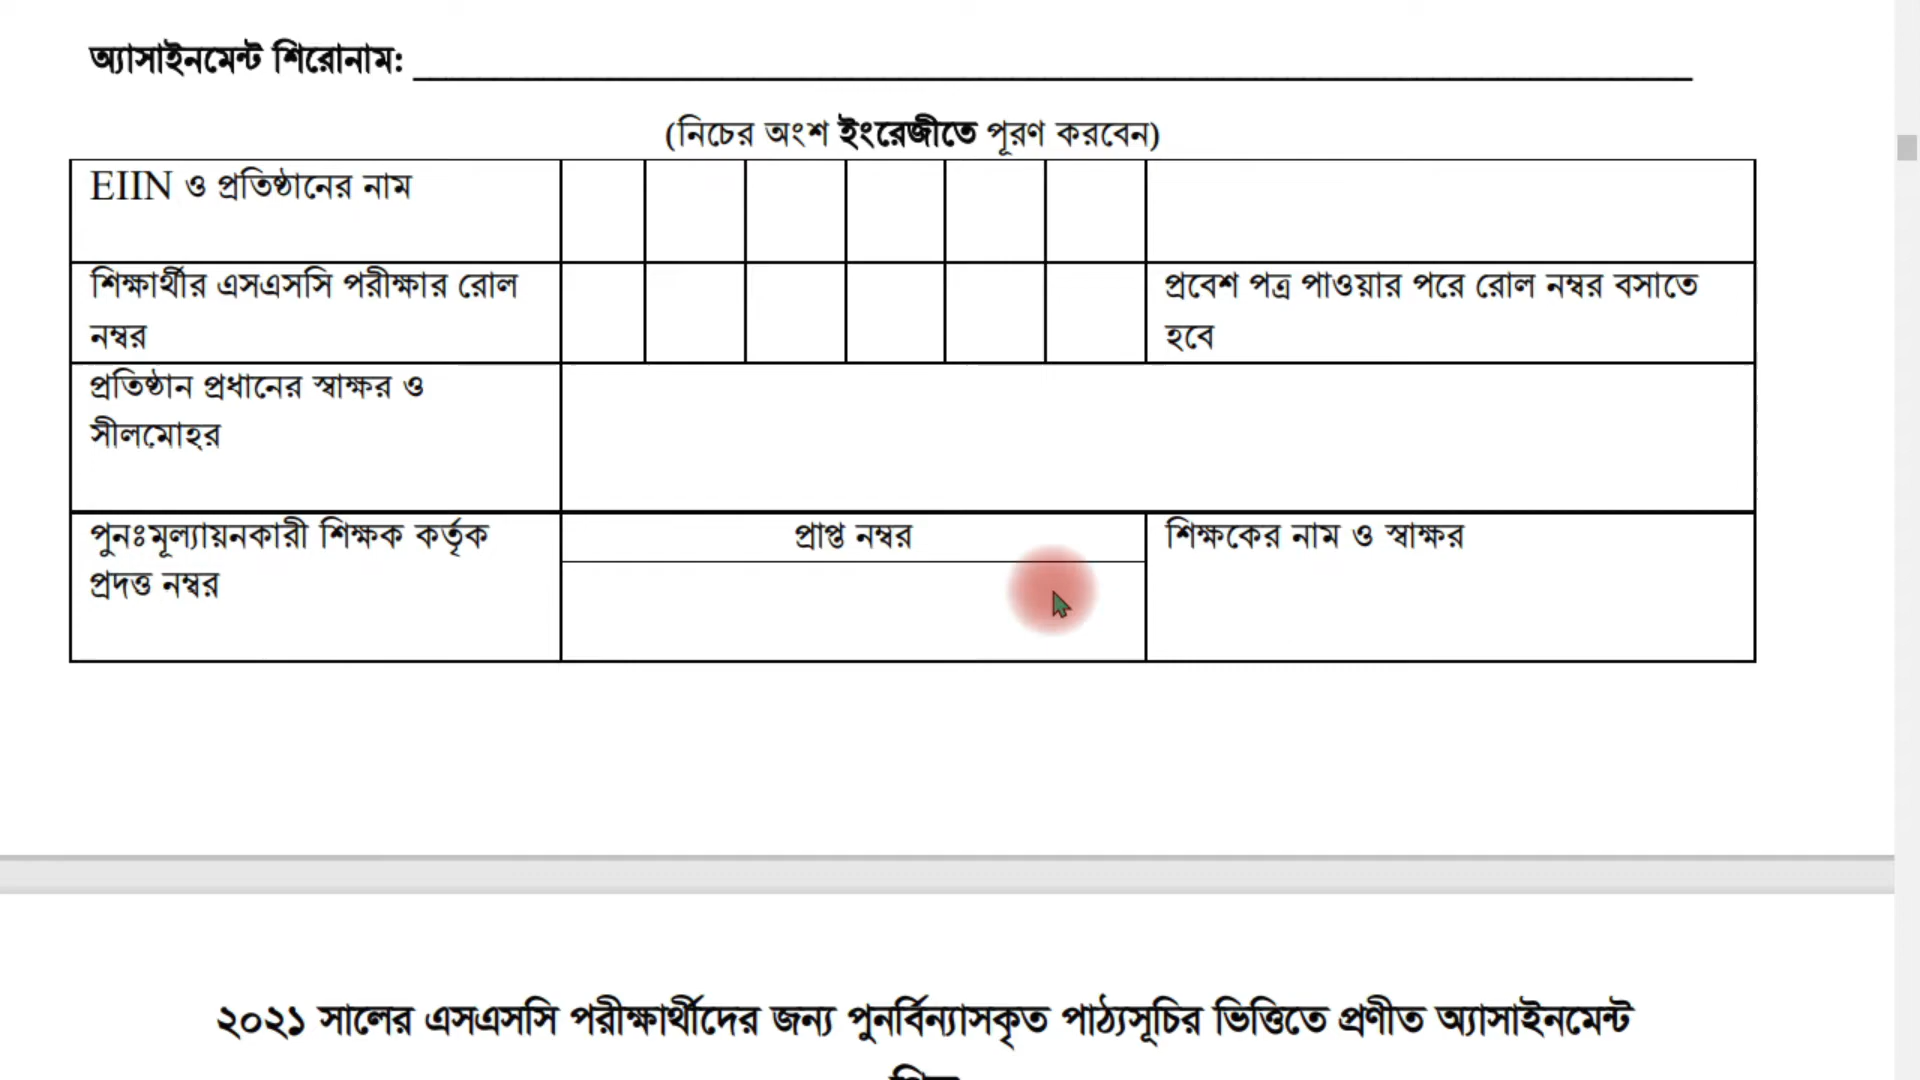 অ্যাসাইনমেন্ট শিরোনাম:
(নিচের অংশ ইংরেজীতে পূরণ করবেন)
EIIN ও প্রতিষ্ঠানের নাম
শিক্ষার্থীর এসএসসি পরীক্ষার রোল
নম্বর
প্রবেশ পত্র পাওয়ার পরে রোল নম্বর বসাতে
হবে
প্রতিষ্ঠান প্রধানের স্বাক্ষর ও
সীলমোহর
পুনঃমূল্যায়নকারী শিক্ষক কর্তৃক
প্রদত্ত নম্বর
প্রাপ্ত নম্বর
শিক্ষকের নাম ও স্বাক্ষর
২০২১ সালের এসএসসি পরীক্ষার্থীদের জন্য পুনর্বিন্যাসকৃত পাঠ্যসূচির ভিত্তিতে প্রণীত অ্যাসাইনমেন্ট